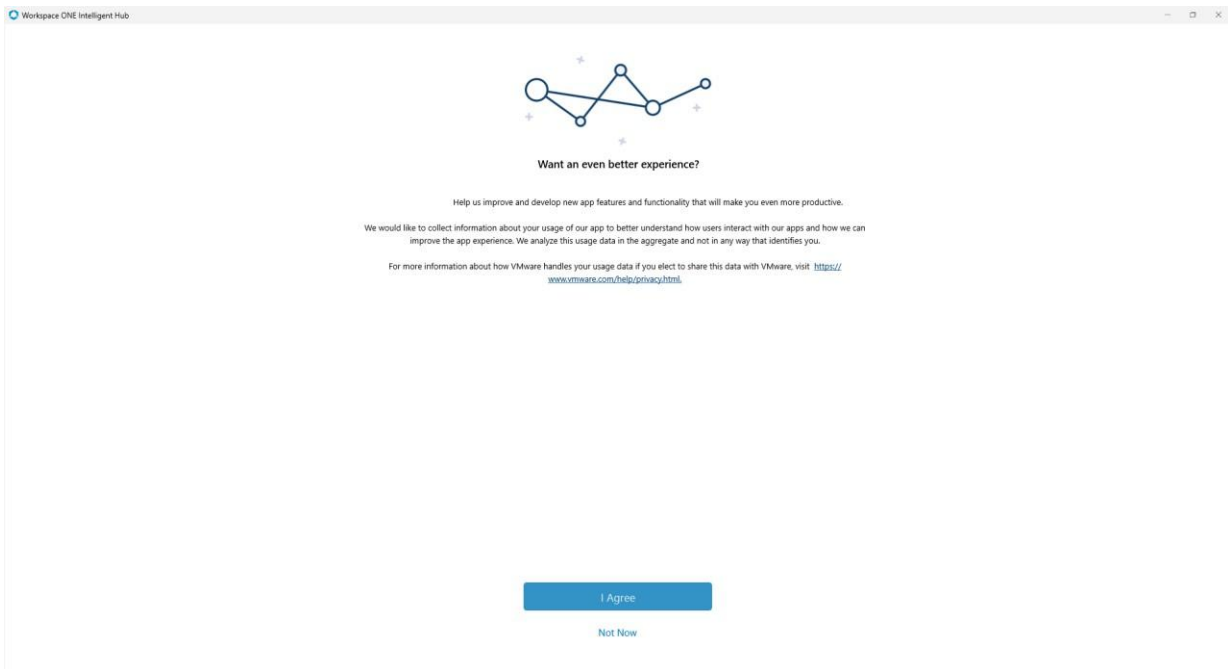 Workspace ONE Intelligent Hub
Want an even better experience?
Help us improve and develop new app features and functionality that will make you even more productive.
We would like to collect information about your usage of our app to better understand how users interact with our apps and how we can
improve the app experience. We analyze this usage data in the aggregate and not in any way that identifies you.
For more information about how VMware handles your usage data if you elect to share this data with VMware, visit https://
www.vmware.com/help/privacy.html.
I Agree
Not Now